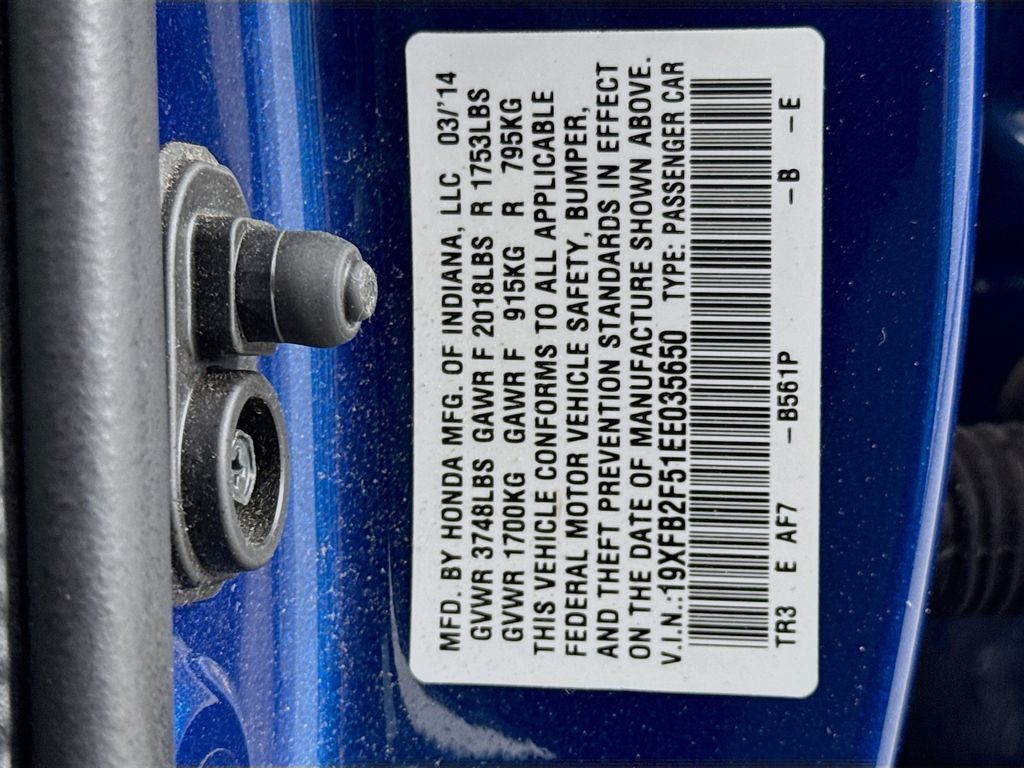 MFD. BY HONDA MFG. OF INDIANA, LLC 03/'14
GVWR 3748LBS GAWR F 2018LBS R 1753LBS
GVWR 1700KG GAWR F 915KG R 795KG
THIS VEHICLE CONFORMS TO ALL APPLICABLE
FEDERAL MOTOR VEHICLE SAFETY, BUMPER,
AND THEFT PREVENTION STANDARDS IN EFFECT
ON THE DATE OF MANUFACTURE SHOWN ABOVE.
V.I.N.:19XFB2F51EE035650 TYPE: PASSENGER CAR
TR3 E AF7 –B561P –B –E